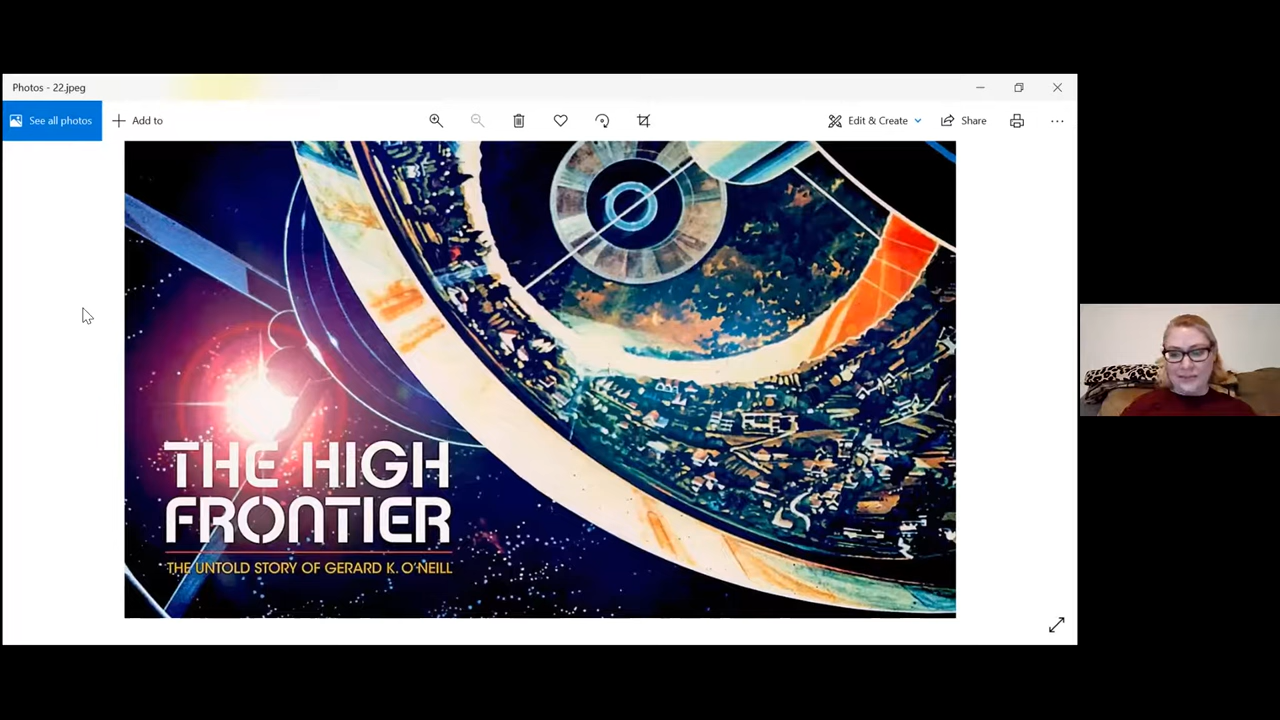 Photos - 22.jpeg
See all photos
Add to
Edit & Create
Share
THE HIGH
FRONTIER
THE UNTOLD STORY OF GERARD K. O'NEILL